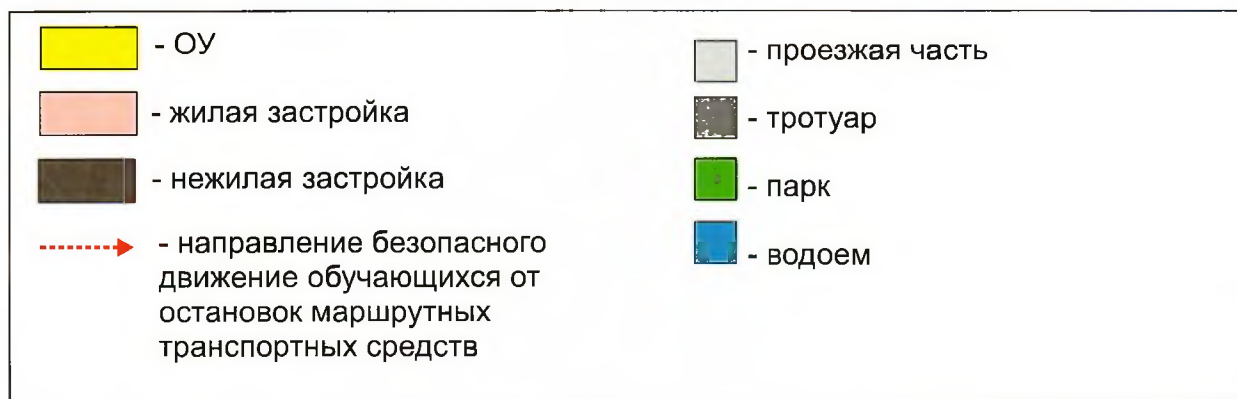 - ОУ
- жилая застройка
- нежилая застройка
- направление безопасного
движение обучающихся от
остановок маршрутных
транспортных средств
- проезжая часть
- тротуар
- парк
- водоем